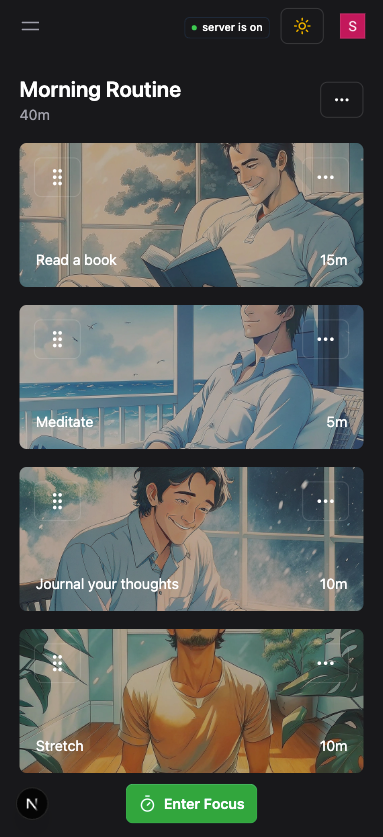 server is on
S
Morning Routine
40m
Read a book 15m
Meditate 5m
Journal your thoughts 10m
Stretch 10m
N
Enter Focus